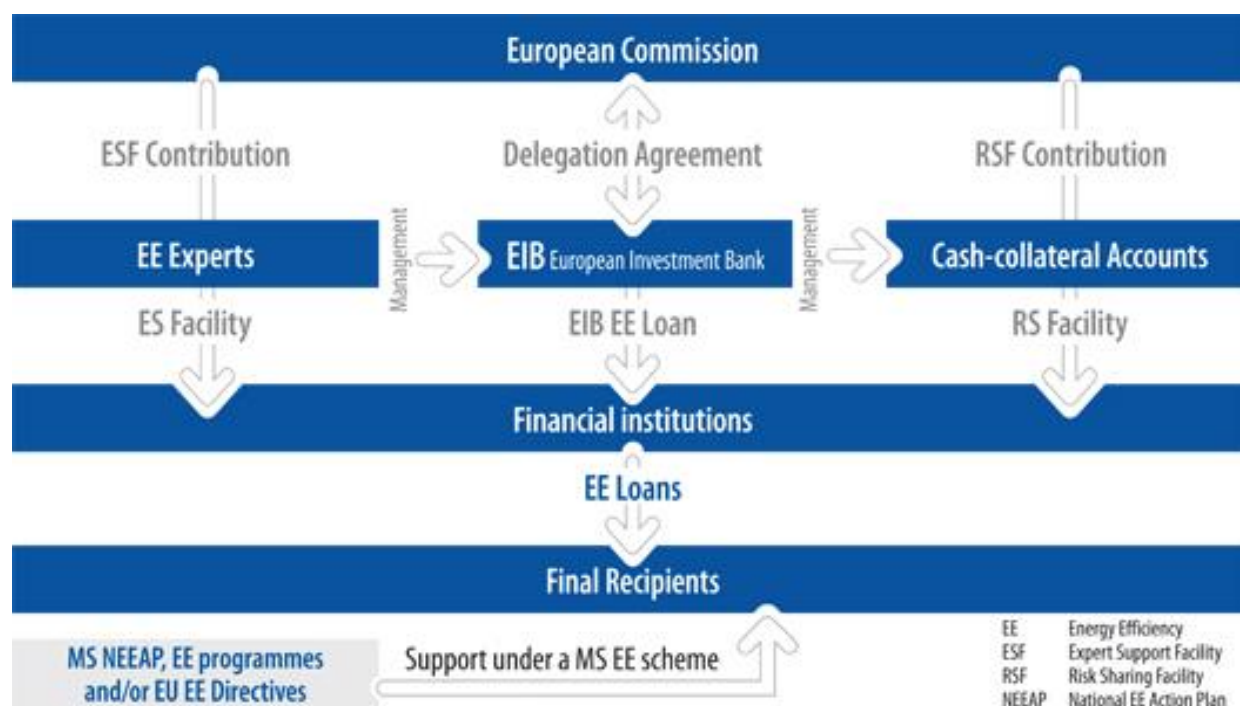 European Commission
ESF Contribution
Delegation Agreement
RSF Contribution
EE Experts
Management
EIB European Investment Bank
Management
Cash-collateral Accounts
ES Facility
EIB EE Loan
RS Facility
Financial institutions
EE Loans
Final Recipients
MS NEEAP, EE programmes
and/or EU EE Directives
Support under a MS EE scheme
EE Energy Efficiency
ESF Expert Support Facility
RSF Risk Sharing Facility
NEEAP National EE Action Plan